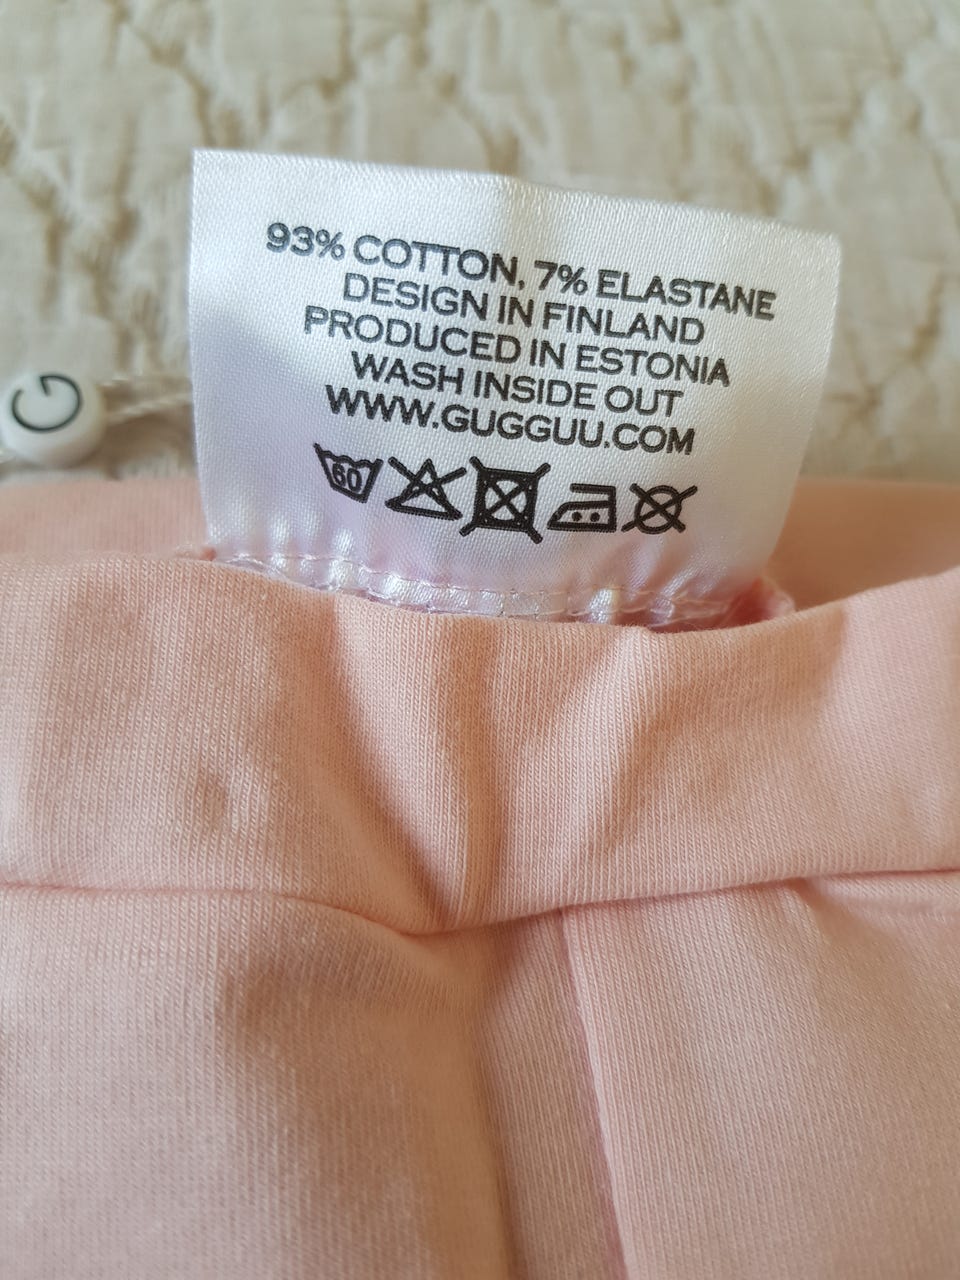 93% COTTON, 7% ELASTANE
DESIGN IN FINLAND
PRODUCED IN ESTONIA
WASH INSIDE OUT
WWW.GUGGUU.COM
60
G